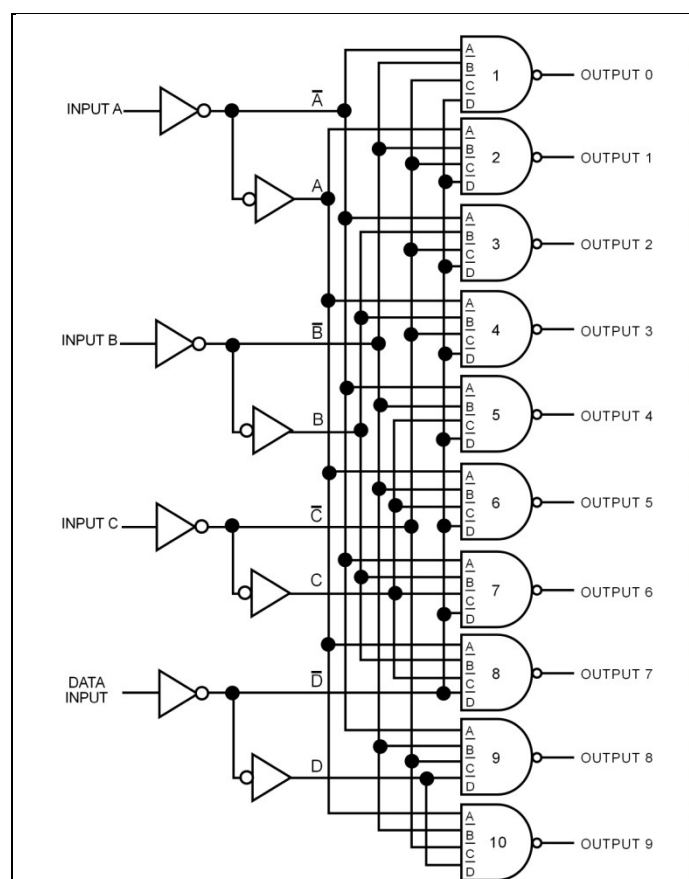 INPUT A
A̅
A
INPUT B
B̅
B
INPUT C
C̅
C
DATA
INPUT
D̅
D
A
B
C
D
1
OUTPUT 0
A
B
C
D
2
OUTPUT 1
A
B
C
D
3
OUTPUT 2
A
B
C
D
4
OUTPUT 3
A
B
C
D
5
OUTPUT 4
A
B
C
D
6
OUTPUT 5
A
B
C
D
7
OUTPUT 6
A
B
C
D
8
OUTPUT 7
A
B
C
D
9
OUTPUT 8
A
B
C
D
10
OUTPUT 9